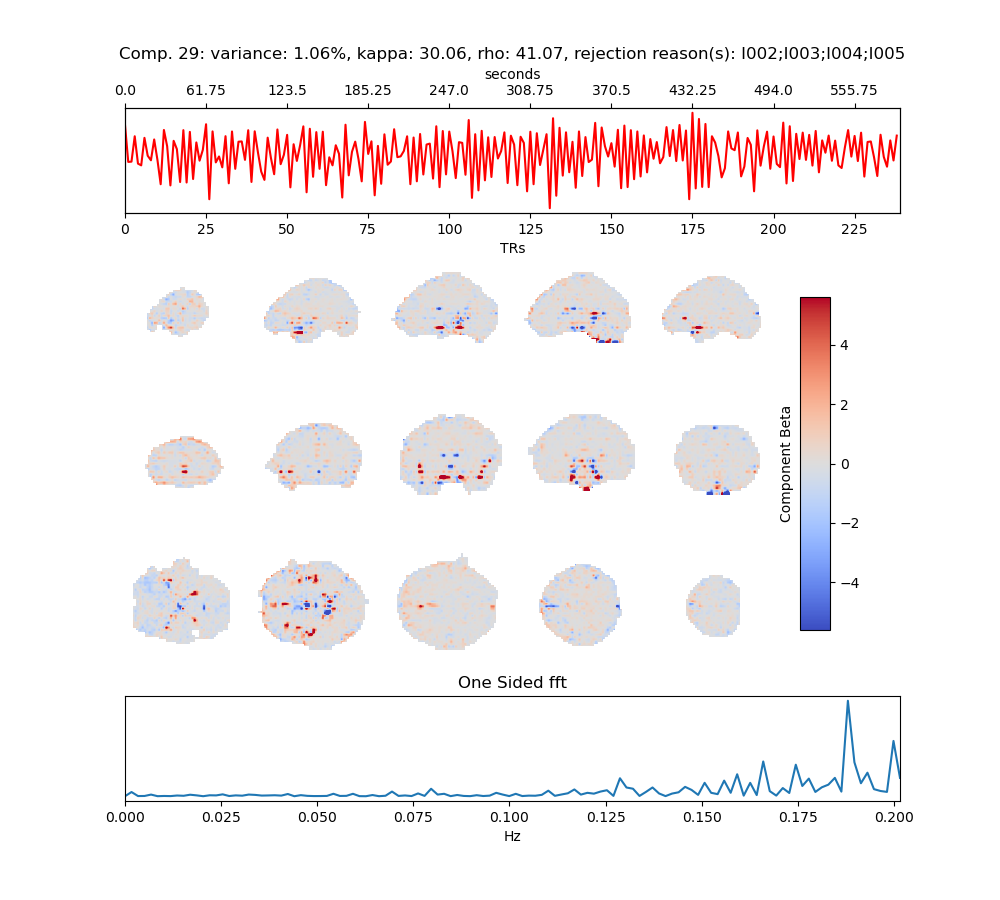 Comp. 29: variance: 1.06%, kappa: 30.06, rho: 41.07, rejection reason(s): I002;I003;I004;I005
seconds
0.0 61.75 123.5 185.25 247.0 308.75 370.5 432.25 494.0 555.75
0 25 50 75 100 125 150 175 200 225
TRs
4
2
0
−2
−4
Component Beta
One Sided fft
0.000 0.025 0.050 0.075 0.100 0.125 0.150 0.175 0.200
Hz